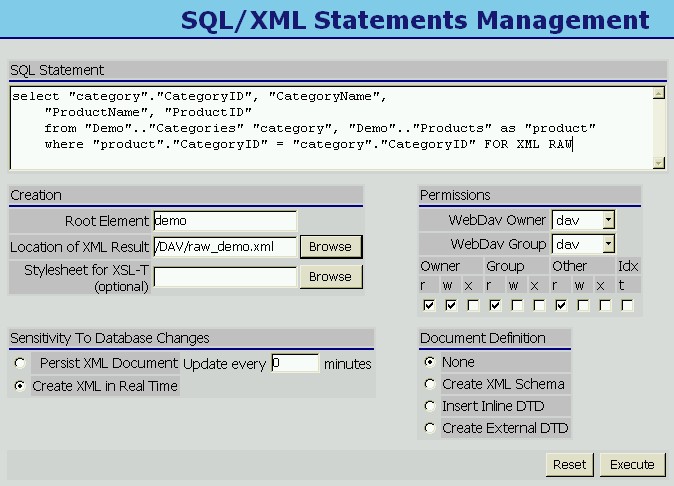 SQL/XML Statements Management
SQL Statement
select "category"."CategoryID", "CategoryName",
"ProductName", "ProductID"
from "Demo".."Categories" "category", "Demo".."Products" as "product"
where "product"."CategoryID" = "category"."CategoryID" FOR XML RAW
Creation
Root Element demo
Location of XML Result /DAV/raw_demo.xml Browse
Stylesheet for XSL-T
(optional) Browse
Permissions
WebDav Owner dav
WebDav Group dav
Owner Group Other Idx
r w x r w x r w x t
Sensitivity To Database Changes
Persist XML Document Update every 0 minutes
Create XML in Real Time
Document Definition
None
Create XML Schema
Insert Inline DTD
Create External DTD
Reset Execute